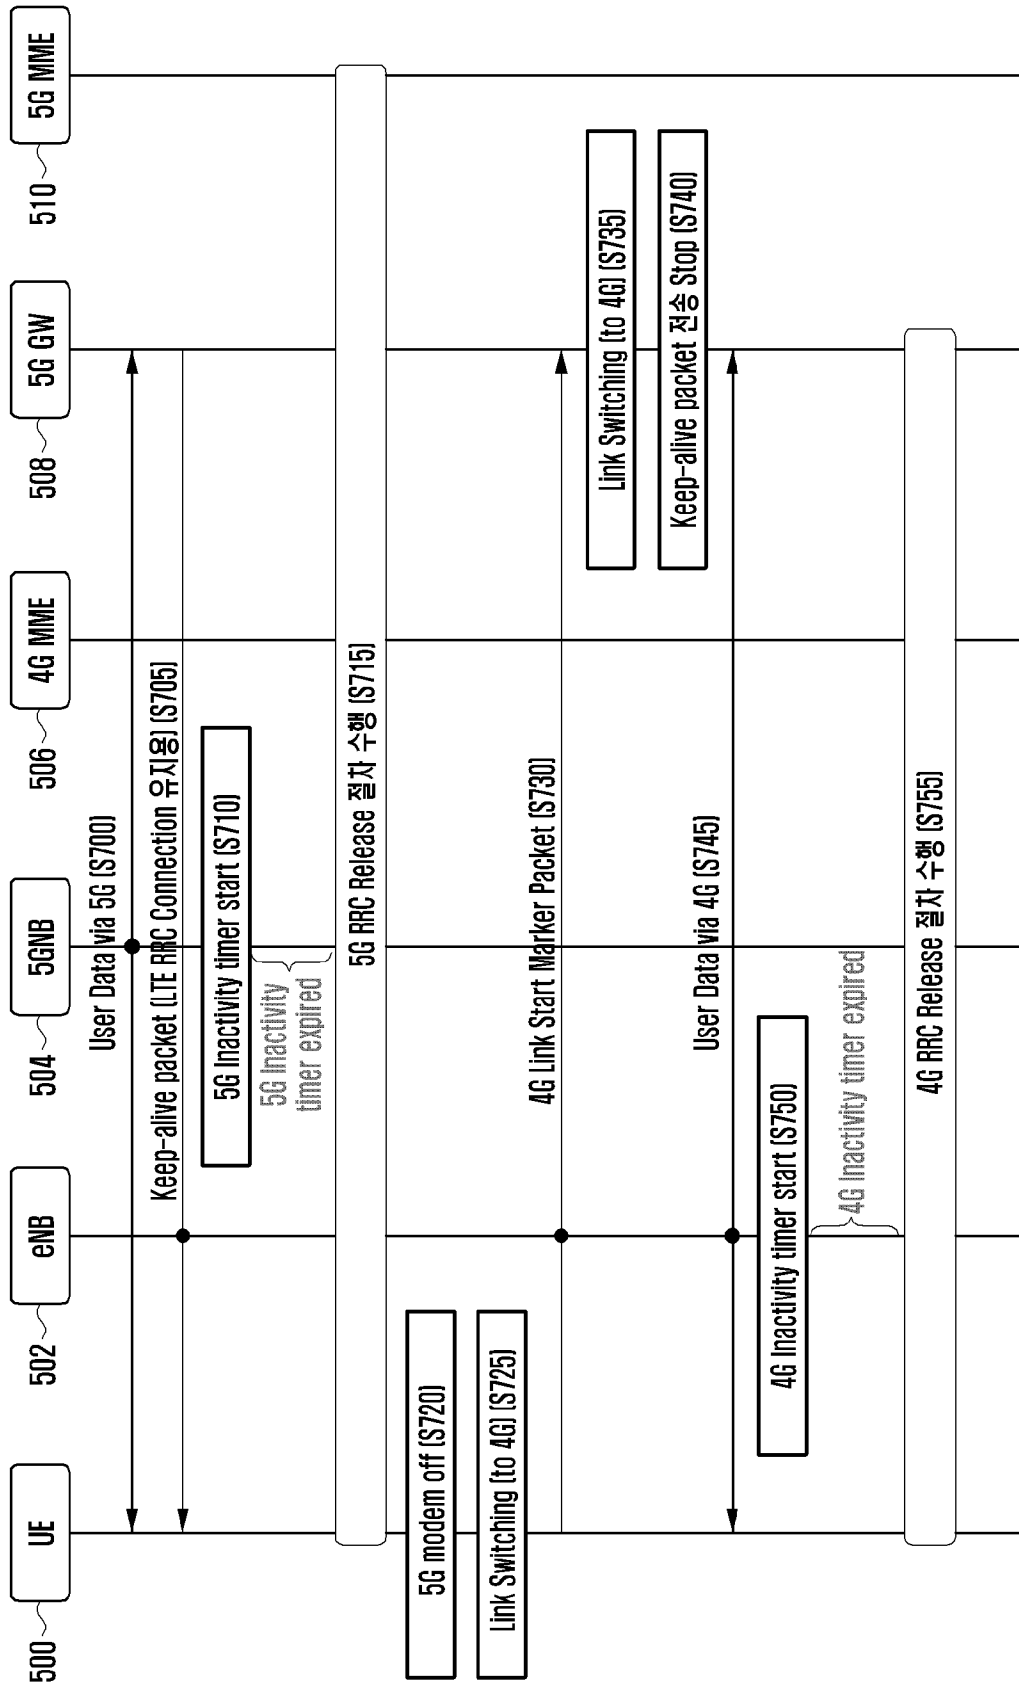 UE
eNB
5GNB
4G MME
5G GW
5G MME
500
502
504
506
508
510
User Data via 5G (S700)
Keep-alive packet (LTE RRC Connection 유지용) (S705)
5G Inactivity timer start (S710)
5G Inactivity
timer expired
5G RRC Release 절차 수행 (S715)
5G modem off (S720)
Link Switching (to 4G) (S725)
4G Link Start Marker Packet (S730)
Link Switching (to 4G) (S735)
Keep-alive packet 전송 Stop (S740)
User Data via 4G (S745)
4G Inactivity timer start (S750)
4G Inactivity timer expired
4G RRC Release 절차 수행 (S755)